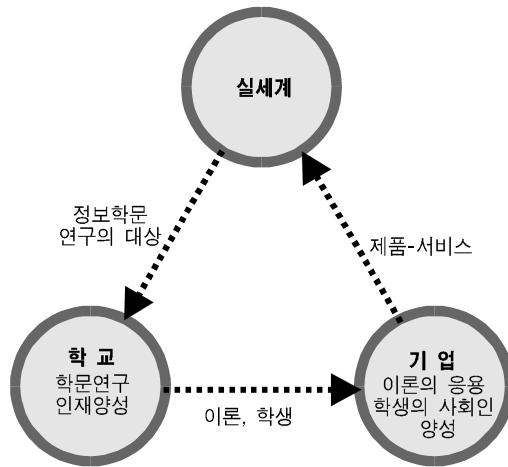 실세계
정보학문
연구의 대상
제품-서비스
학 교
학문연구
인재양성
이론, 학생
기 업
이론의 응용
학생의 사회인
양성